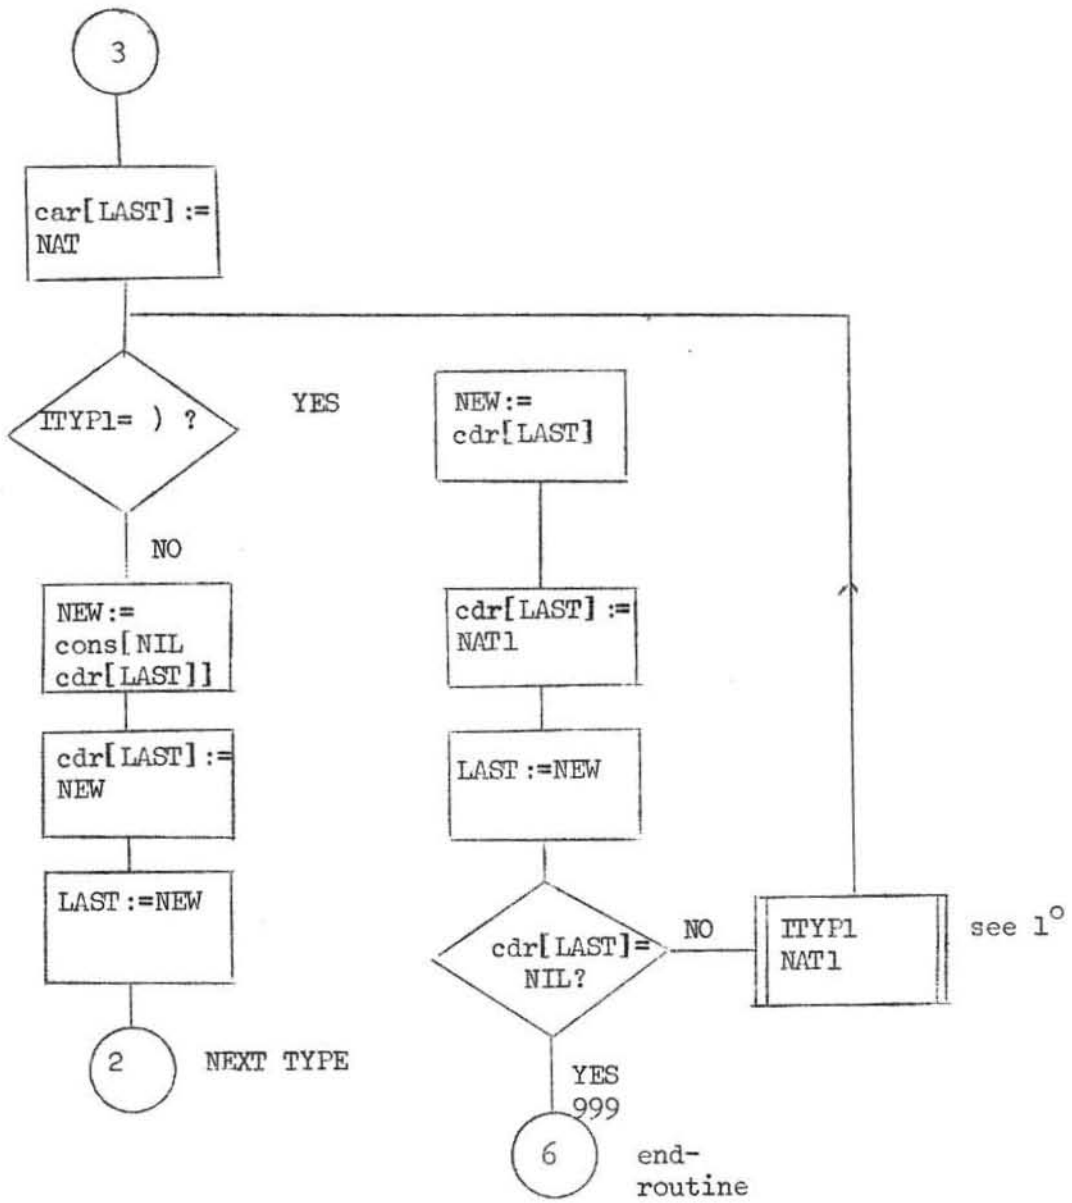 3
car[LAST] :=
NAT
ITYP1= ) ?
YES
NO
NEW:=
cons[NIL
cdr[LAST]]
cdr[LAST] :=
NEW
LAST :=NEW
2
NEXT TYPE
NEW:=
cdr[LAST]
cdr[LAST] :=
NAT1
LAST :=NEW
cdr[LAST]=
NIL?
NO
ITYP1
NAT1
see 1°
YES
999
6
end-
routine